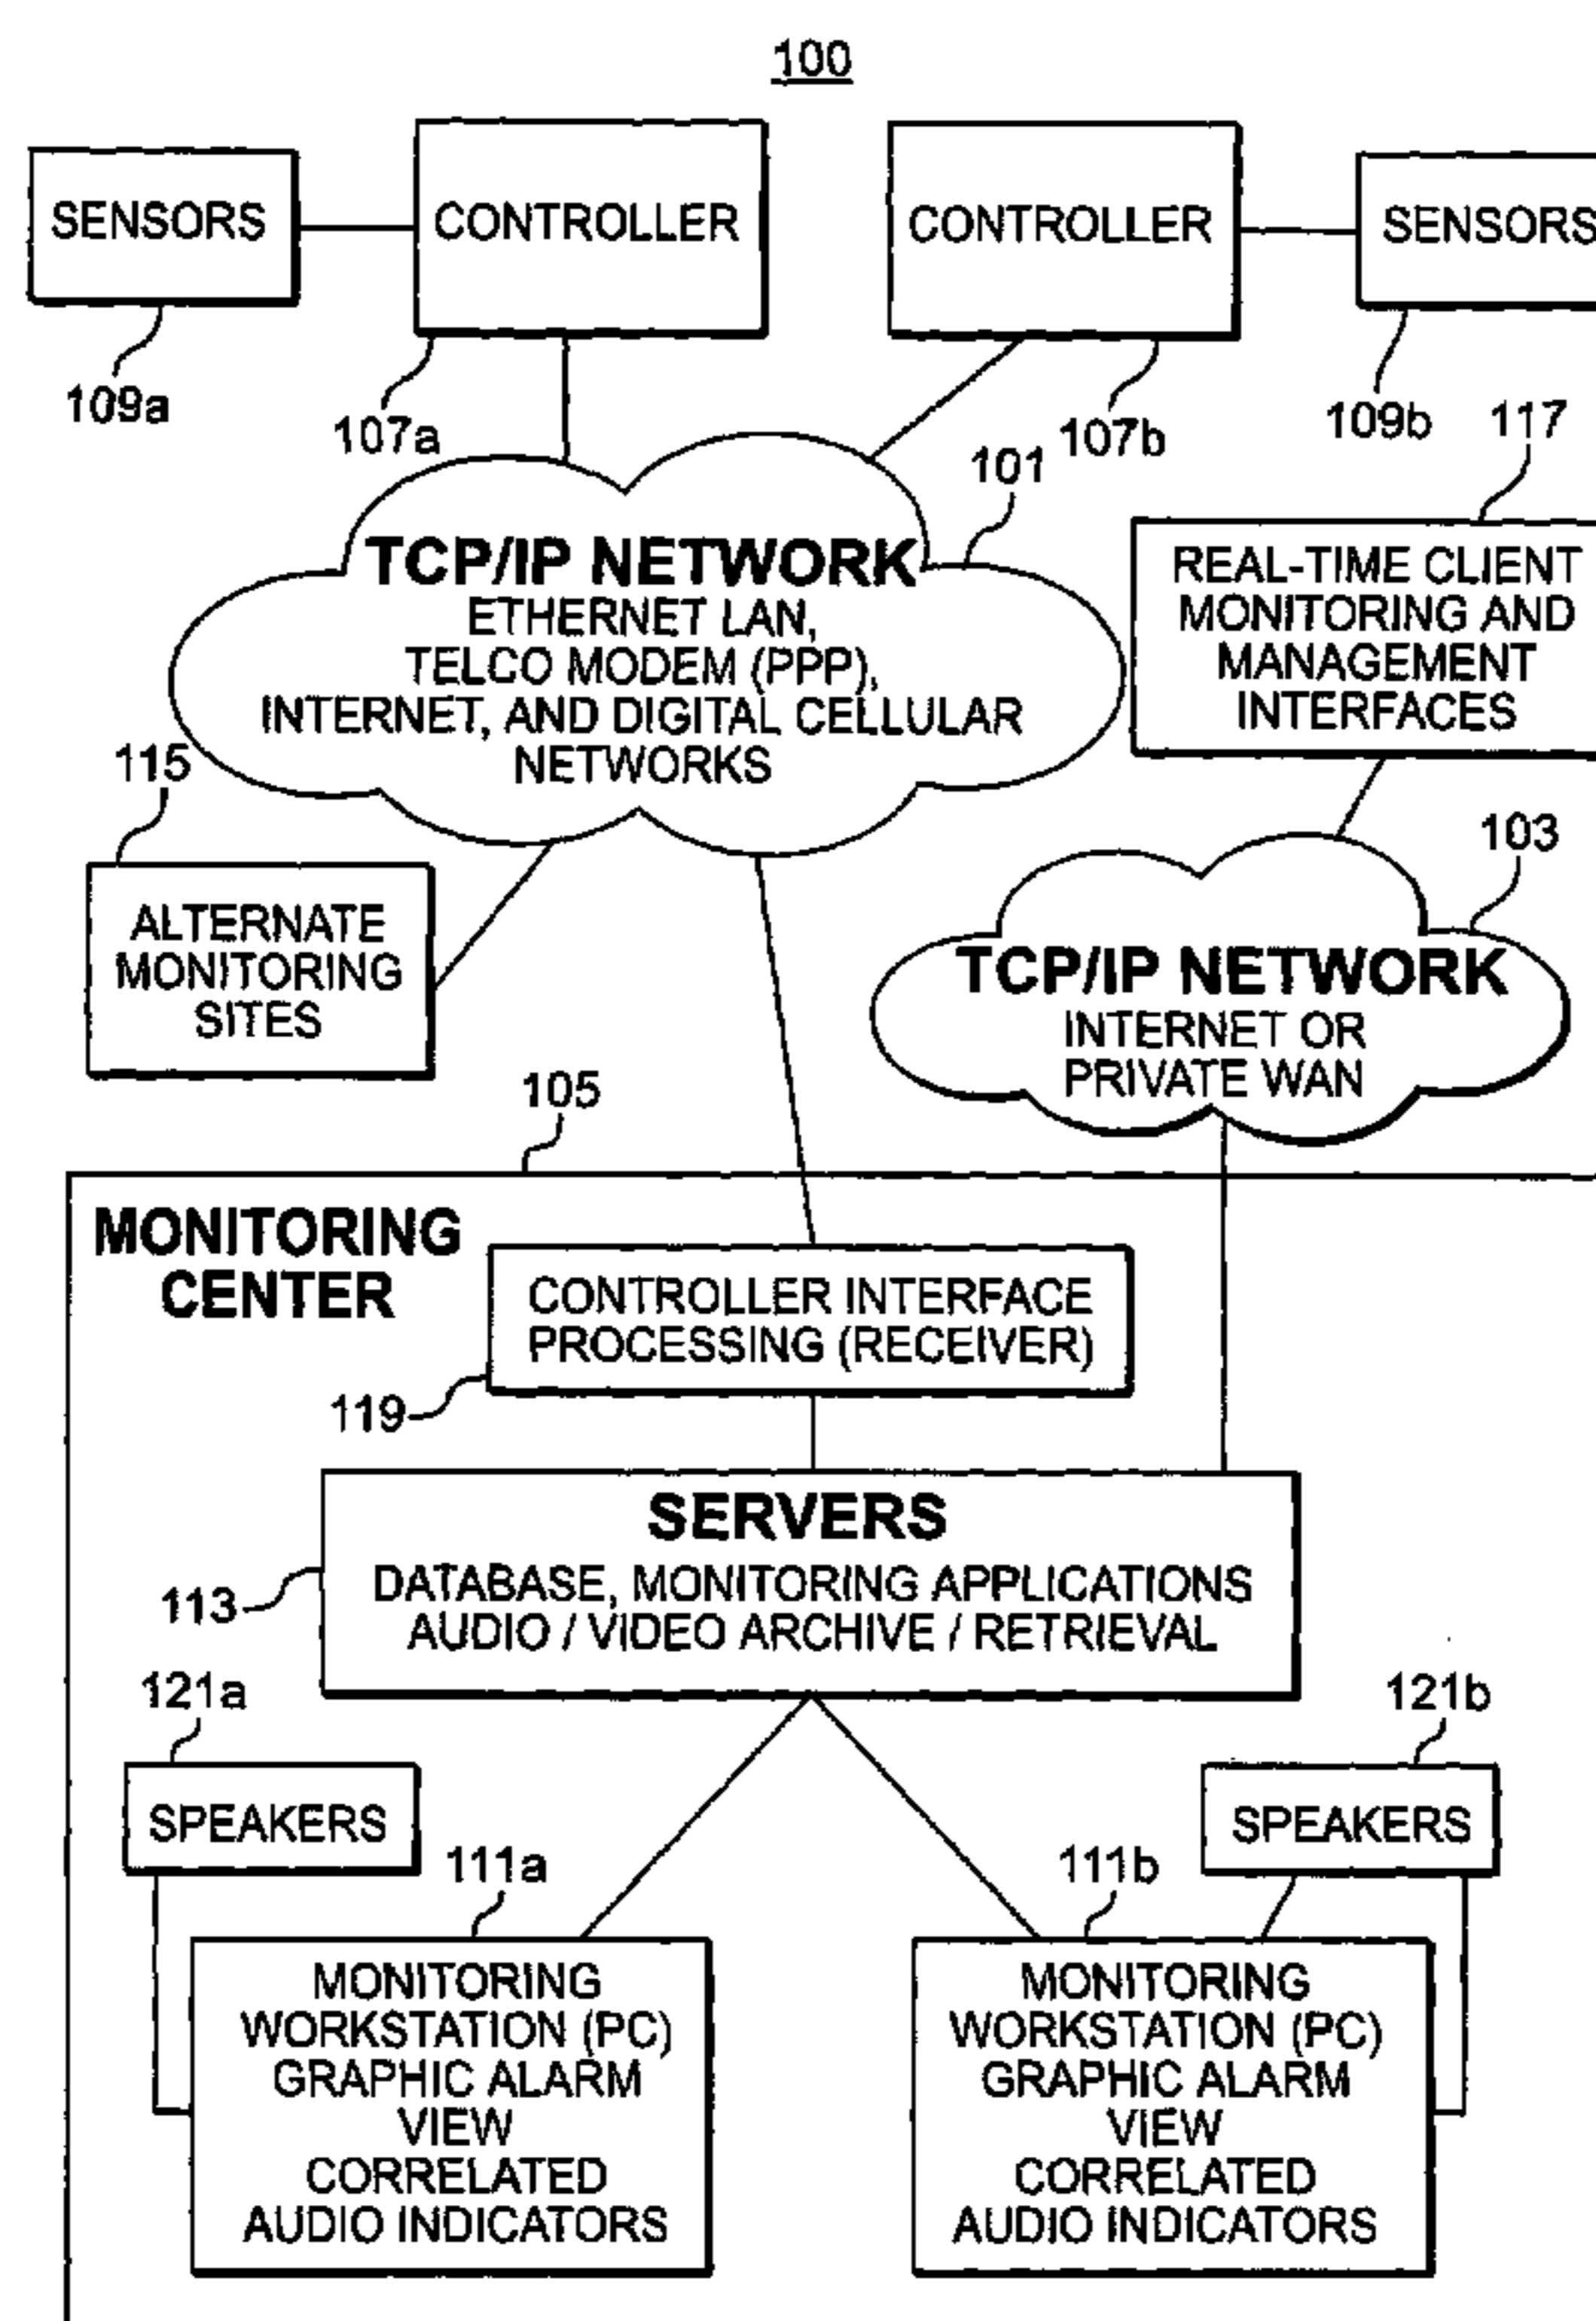 100
SENSORS
CONTROLLER
CONTROLLER
SENSORS
109a
107a
107b
109b
117
101
TCP/IP NETWORK
ETHERNET LAN,
TELCO MODEM (PPP),
INTERNET, AND DIGITAL CELLULAR
NETWORKS
REAL-TIME CLIENT
MONITORING AND
MANAGEMENT
INTERFACES
115
ALTERNATE
MONITORING
SITES
103
TCP/IP NETWORK
INTERNET OR
PRIVATE WAN
105
MONITORING
CENTER
CONTROLLER INTERFACE
PROCESSING (RECEIVER)
119
SERVERS
DATABASE, MONITORING APPLICATIONS
AUDIO / VIDEO ARCHIVE / RETRIEVAL
113
121a
SPEAKERS
121b
SPEAKERS
111a
MONITORING
WORKSTATION (PC)
GRAPHIC ALARM
VIEW
CORRELATED
AUDIO INDICATORS
111b
MONITORING
WORKSTATION (PC)
GRAPHIC ALARM
VIEW
CORRELATED
AUDIO INDICATORS